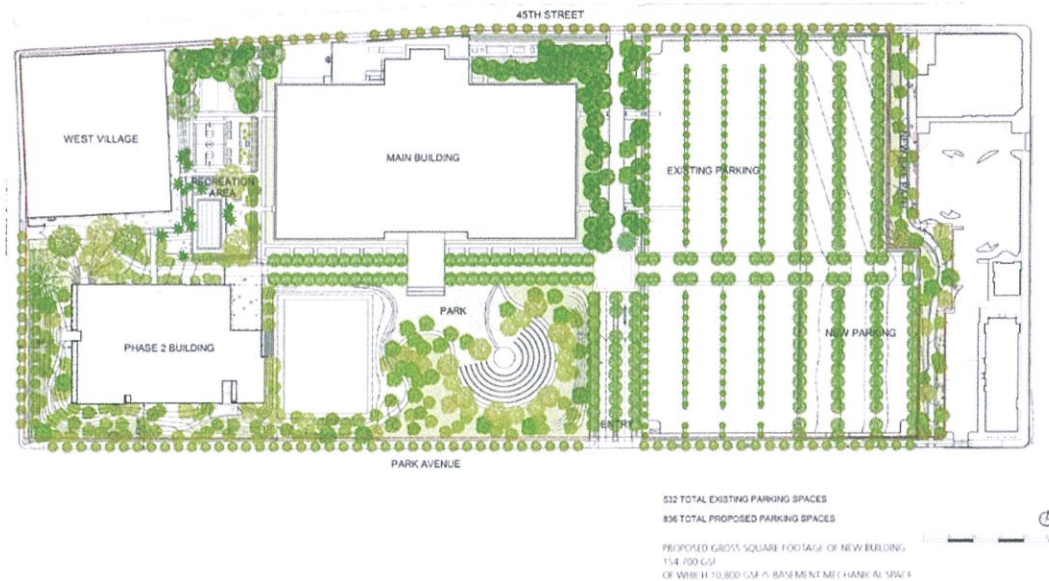 45TH STREET
WEST VILLAGE
MAIN BUILDING
RECREATION
AREA
EXISTING PARKING
PARK
NEW PARKING
PHASE 2 BUILDING
ENTRY
PARK AVENUE
532 TOTAL EXISTING PARKING SPACES
836 TOTAL PROPOSED PARKING SPACES
PROPOSED GROSS SQUARE FOOTAGE OF NEW BUILDING
154,700 GSF
OF WHICH 10,800 GSF IS BASEMENT MECHANICAL SPACE